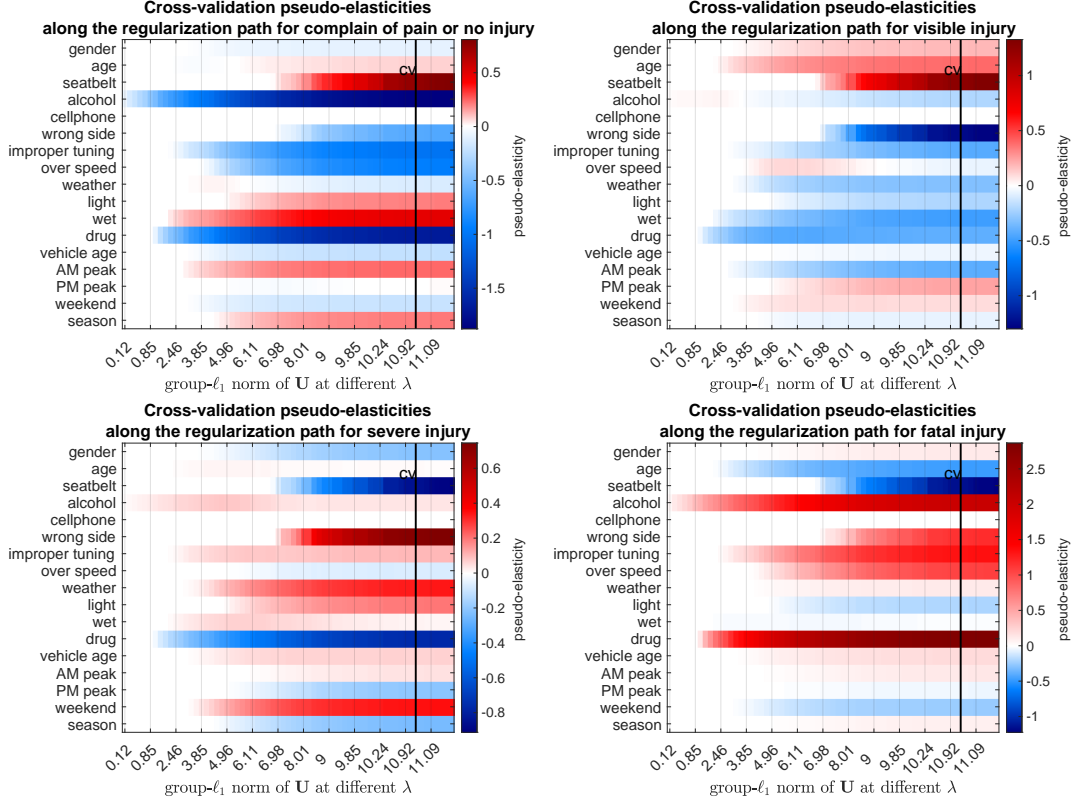 Cross-validation pseudo-elasticities
along the regularization path for complain of pain or no injury
gender
age
seatbelt
alcohol
cellphone
wrong side
improper tuning
over speed
weather
light
wet
drug
vehicle age
AM peak
PM peak
weekend
season
cv
0.12
0.85
2.46
3.85
4.96
6.11
6.98
8.01
9
9.85
10.24
10.92
11.09
group-ℓ₁ norm of U at different λ
0.5
0
-0.5
-1
-1.5
pseudo-elasticity
Cross-validation pseudo-elasticities
along the regularization path for visible injury
gender
age
seatbelt
alcohol
cellphone
wrong side
improper tuning
over speed
weather
light
wet
drug
vehicle age
AM peak
PM peak
weekend
season
cv
0.12
0.85
2.46
3.85
4.96
6.11
6.98
8.01
9
9.85
10.24
10.92
11.09
group-ℓ₁ norm of U at different λ
1
0.5
0
-0.5
-1
pseudo-elasticity
Cross-validation pseudo-elasticities
along the regularization path for severe injury
gender
age
seatbelt
alcohol
cellphone
wrong side
improper tuning
over speed
weather
light
wet
drug
vehicle age
AM peak
PM peak
weekend
season
cv
0.12
0.85
2.46
3.85
4.96
6.11
6.98
8.01
9
9.85
10.24
10.92
11.09
group-ℓ₁ norm of U at different λ
0.6
0.4
0.2
0
-0.2
-0.4
-0.6
-0.8
pseudo-elasticity
Cross-validation pseudo-elasticities
along the regularization path for fatal injury
gender
age
seatbelt
alcohol
cellphone
wrong side
improper tuning
over speed
weather
light
wet
drug
vehicle age
AM peak
PM peak
weekend
season
cv
0.12
0.85
2.46
3.85
4.96
6.11
6.98
8.01
9
9.85
10.24
10.92
11.09
group-ℓ₁ norm of U at different λ
2.5
2
1.5
1
0.5
0
-0.5
-1
pseudo-elasticity